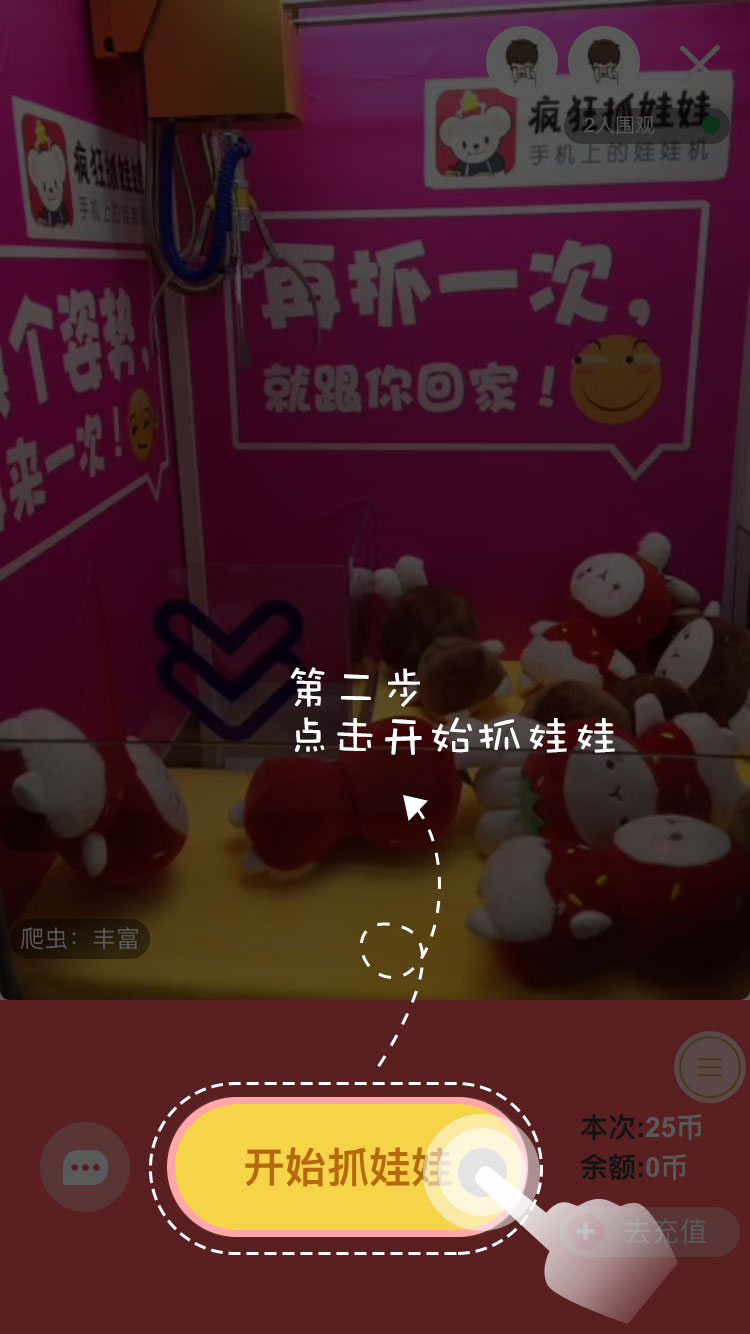 疯狂抓娃娃
手机上的娃娃机
2人围观
疯狂抓娃娃
手机上的娃娃
再抓一次，
就跟你回家！
个姿势，
再来一次！
第二步
点击开始抓娃娃
爬虫：丰富
开始抓娃娃
本次:25币
余额:0币
去充值